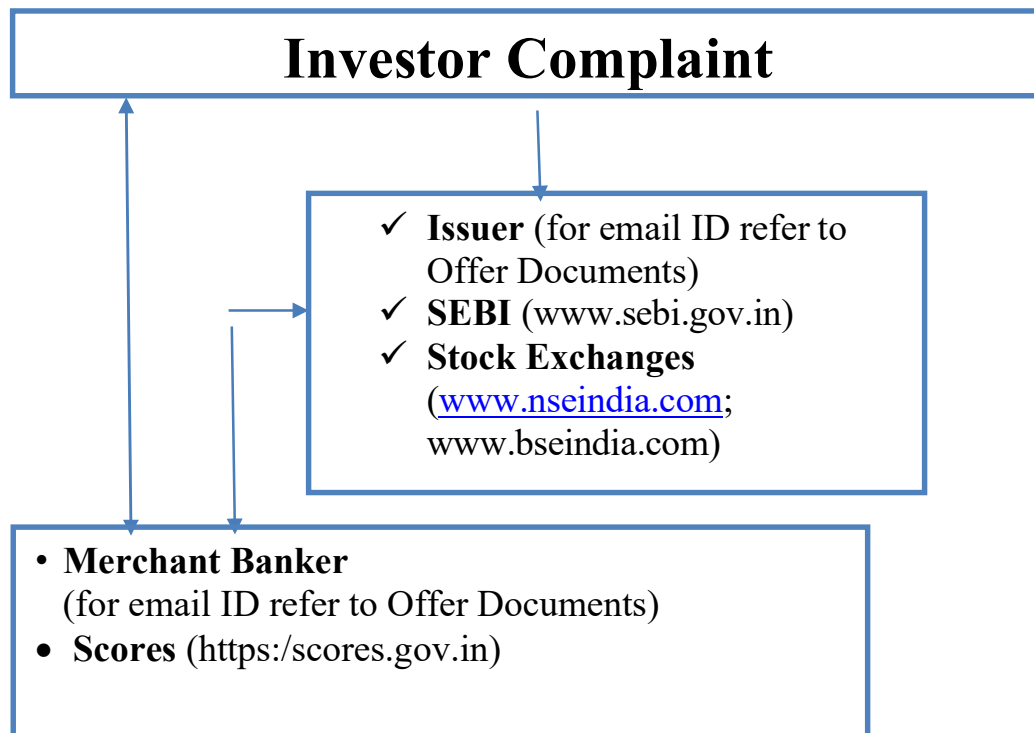 Investor Complaint
✓ Issuer (for email ID refer to
Offer Documents)
✓ SEBI (www.sebi.gov.in)
✓ Stock Exchanges
(www.nseindia.com;
www.bseindia.com)
• Merchant Banker
(for email ID refer to Offer Documents)
• Scores (https:/scores.gov.in)